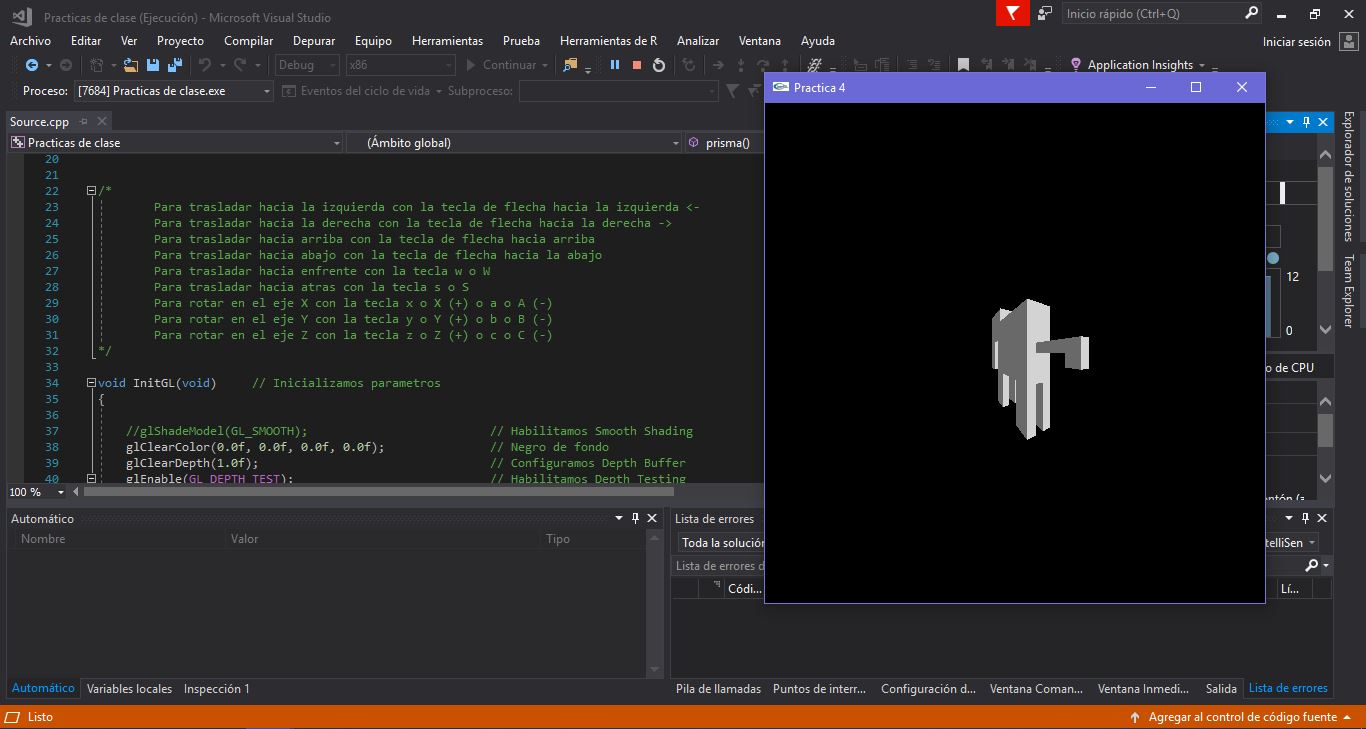 Practicas de clase (Ejecución) - Microsoft Visual Studio
Inicio rápido (Ctrl+Q)
Archivo Editar Ver Proyecto Compilar Depurar Equipo Herramientas Prueba Herramientas de R Analizar Ventana Ayuda
Iniciar sesión
Debug x86 Continuar Application Insights
Proceso: [7684] Practicas de clase.exe Eventos del ciclo de vida Subproceso:
Practica 4
Source.cpp
Practicas de clase (Ámbito global) prisma()
20
21
22 /*
23 Para trasladar hacia la izquierda con la tecla de flecha hacia la izquierda <-
24 Para trasladar hacia la derecha con la tecla de flecha hacia la derecha ->
25 Para trasladar hacia arriba con la tecla de flecha hacia arriba
26 Para trasladar hacia abajo con la tecla de flecha hacia la abajo
27 Para trasladar hacia enfrente con la tecla w o W
28 Para trasladar hacia atras con la tecla s o S
29 Para rotar en el eje X con la tecla x o X (+) o a o A (-)
30 Para rotar en el eje Y con la tecla y o Y (+) o b o B (-)
31 Para rotar en el eje Z con la tecla z o Z (+) o c o C (-)
32 */
33
34 void InitGL(void) // Inicializamos parametros
35 {
36
37 //glShadeModel(GL_SMOOTH); // Habilitamos Smooth Shading
38 glClearColor(0.0f, 0.0f, 0.0f, 0.0f); // Negro de fondo
39 glClearDepth(1.0f); // Configuramos Depth Buffer
40 glEnable(GL_DEPTH_TEST); // Habilitamos Depth Testing
100 %
Explorador de soluciones
Team Explorer
12
0
o de CPU
Automático
Nombre Valor Tipo
Lista de errores
Toda la solución
telliSen
Lista de errores d
Códi... Lí...
Automático Variables locales Inspección 1
Pila de llamadas Puntos de interr... Configuración d... Ventana Coman... Ventana Inmedi... Salida Lista de errores
Listo
Agregar al control de código fuente